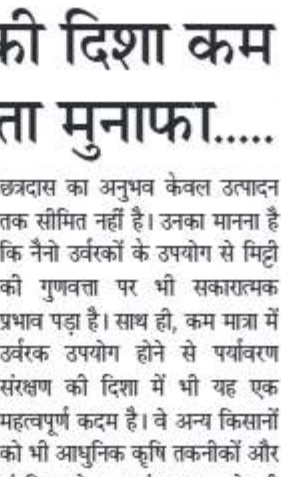 की दिशा कम
ता मुनाफा.....
छत्रदास का अनुभव केवल उत्पादन
तक सीमित नहीं है। उनका मानना है
कि नैनो उर्वरकों के उपयोग से मिट्टी
की गुणवत्ता पर भी सकारात्मक
प्रभाव पड़ा है। साथ ही, कम मात्रा में
उर्वरक उपयोग होने से पर्यावरण
संरक्षण की दिशा में भी यह एक
महत्वपूर्ण कदम है। वे अन्य किसानों
को भी आधुनिक कृषि तकनीकों और